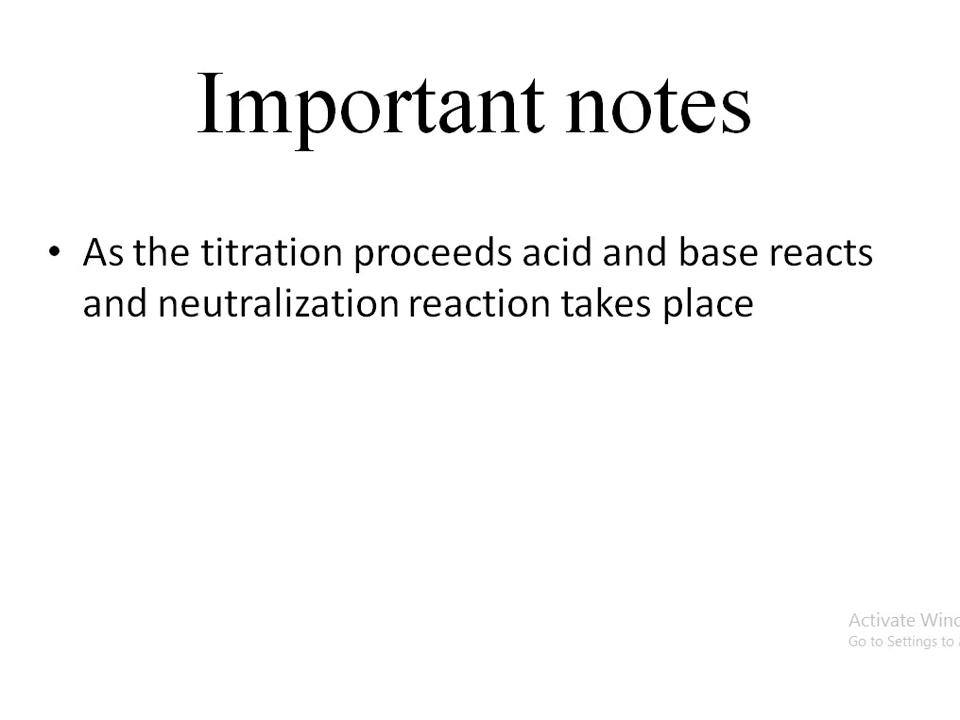 Important notes
• As the titration proceeds acid and base reacts
and neutralization reaction takes place
Activate
Go to Settings to